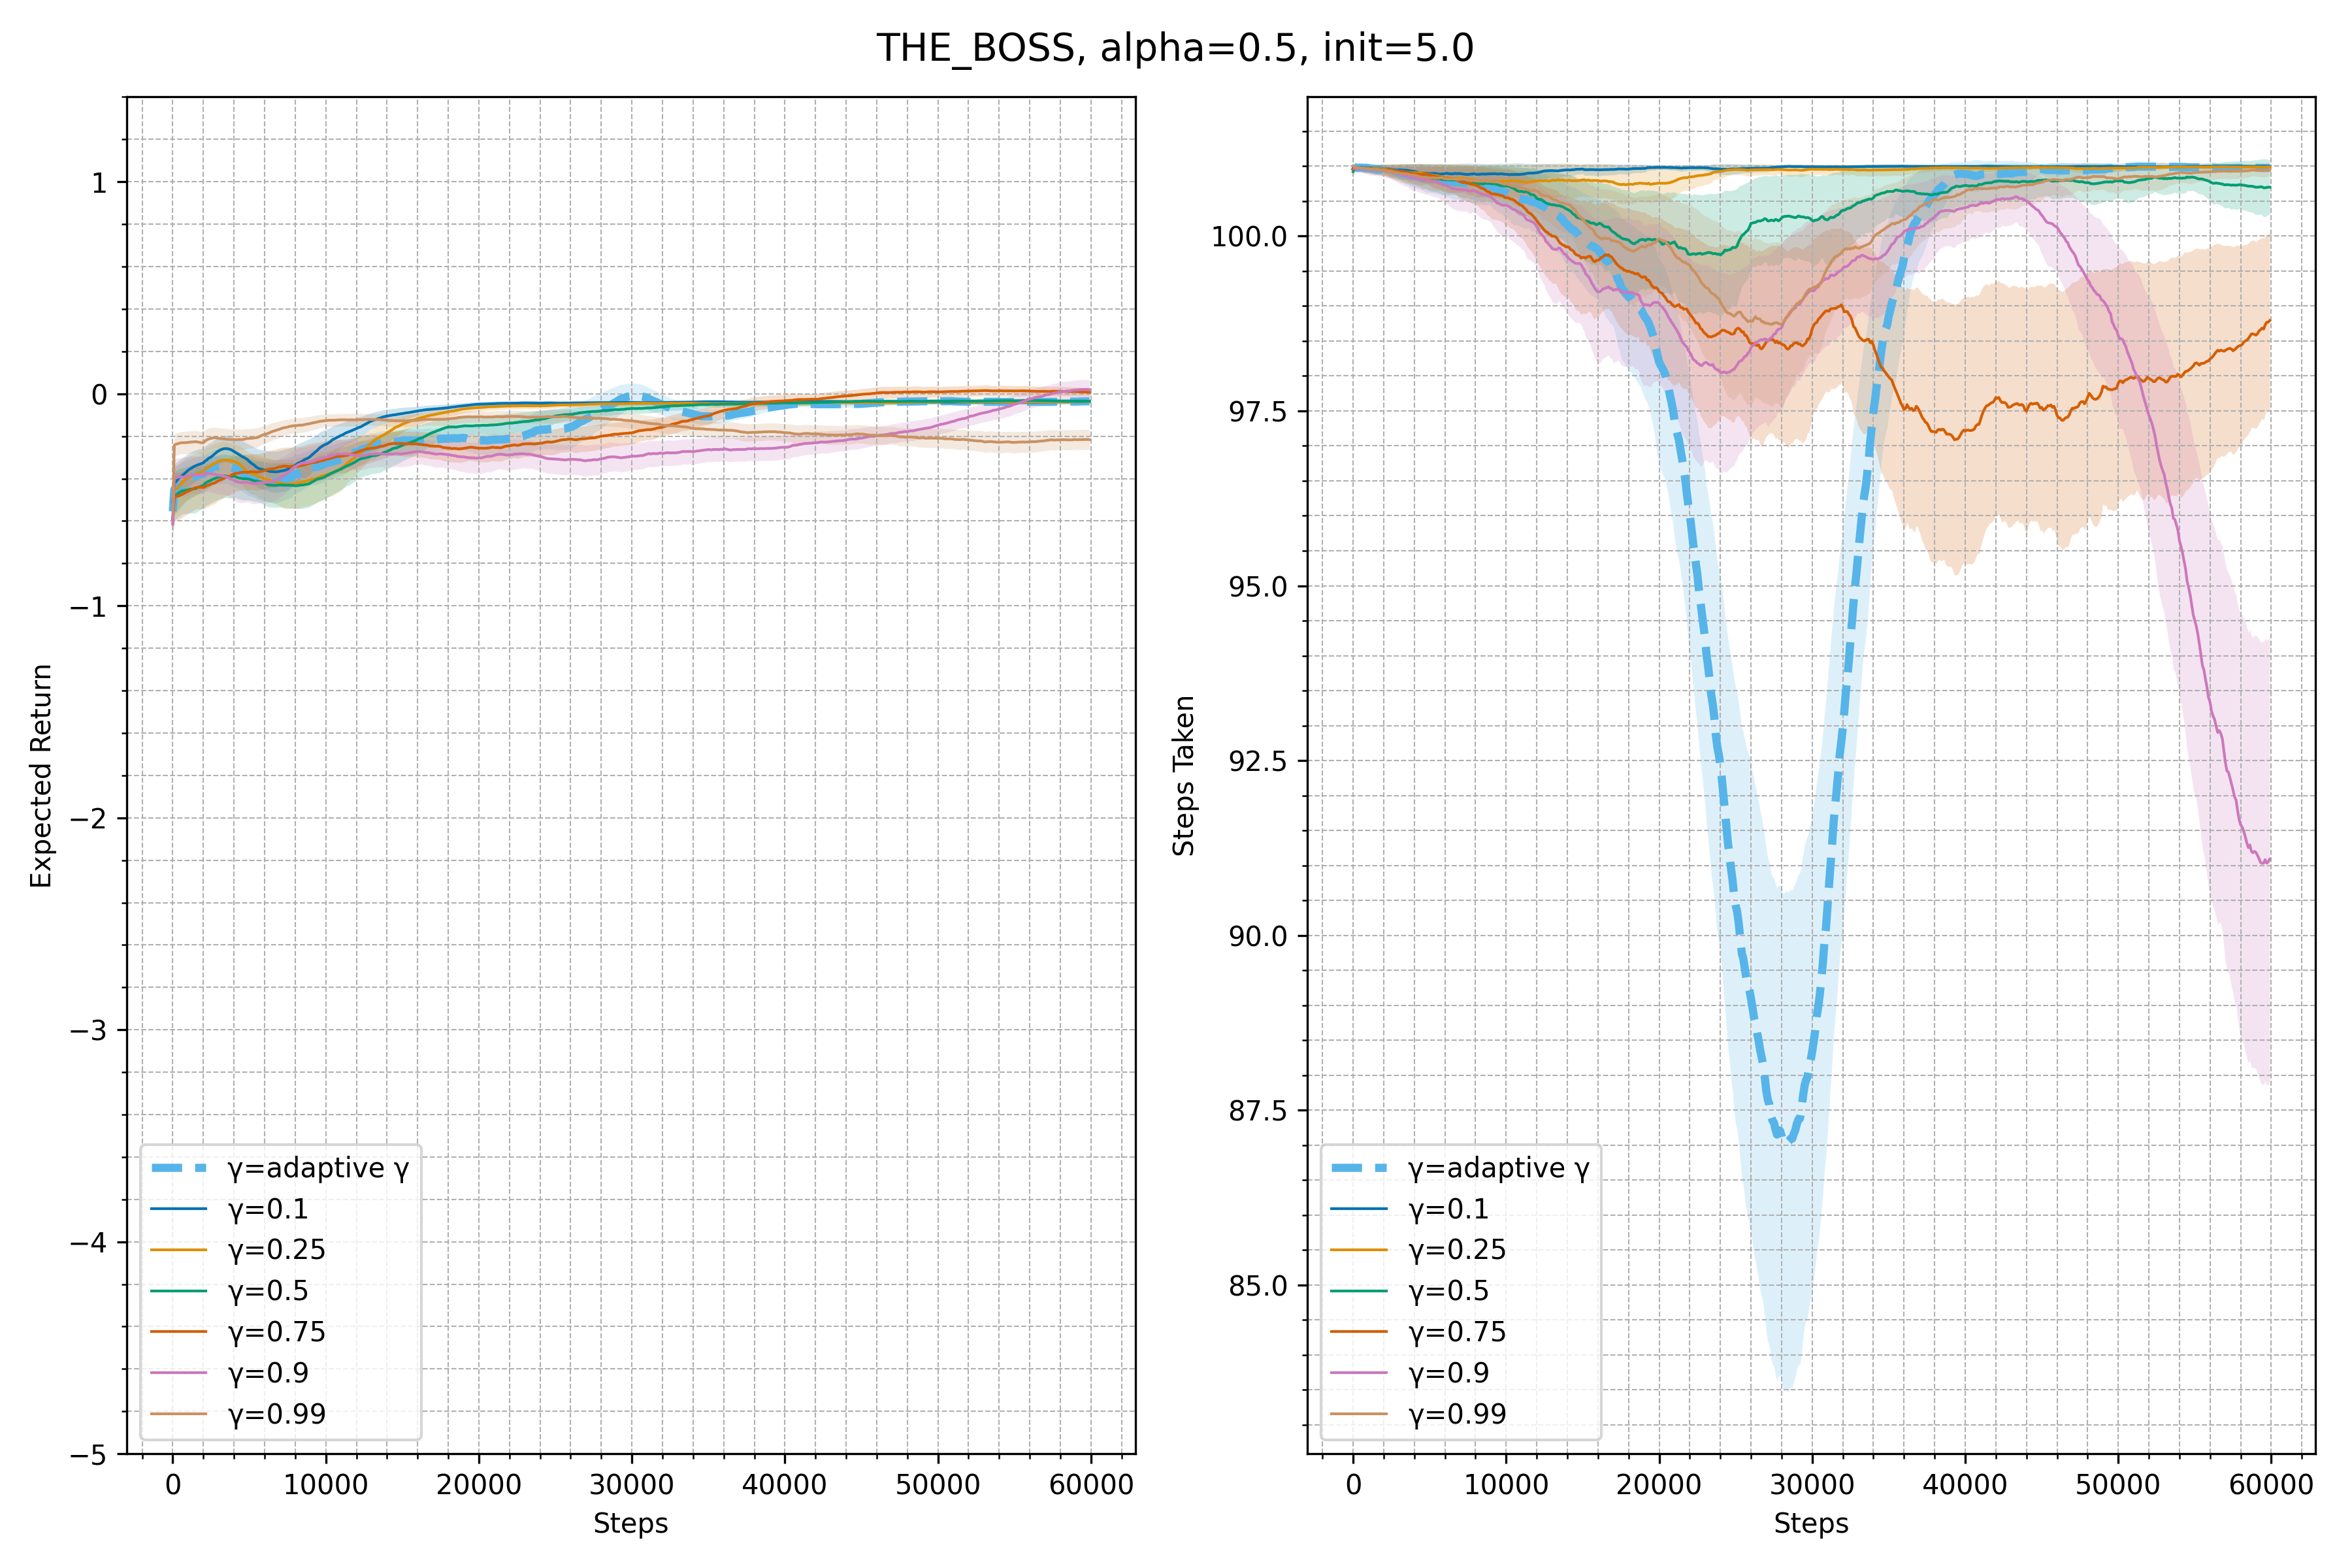 THE_BOSS, alpha=0.5, init=5.0
Expected Return
1
0
−1
−2
−3
−4
−5
γ=adaptive γ
γ=0.1
γ=0.25
γ=0.5
γ=0.75
γ=0.9
γ=0.99
0 10000 20000 30000 40000 50000 60000
Steps
Steps Taken
100.0
97.5
95.0
92.5
90.0
87.5
85.0
γ=adaptive γ
γ=0.1
γ=0.25
γ=0.5
γ=0.75
γ=0.9
γ=0.99
0 10000 20000 30000 40000 50000 60000
Steps